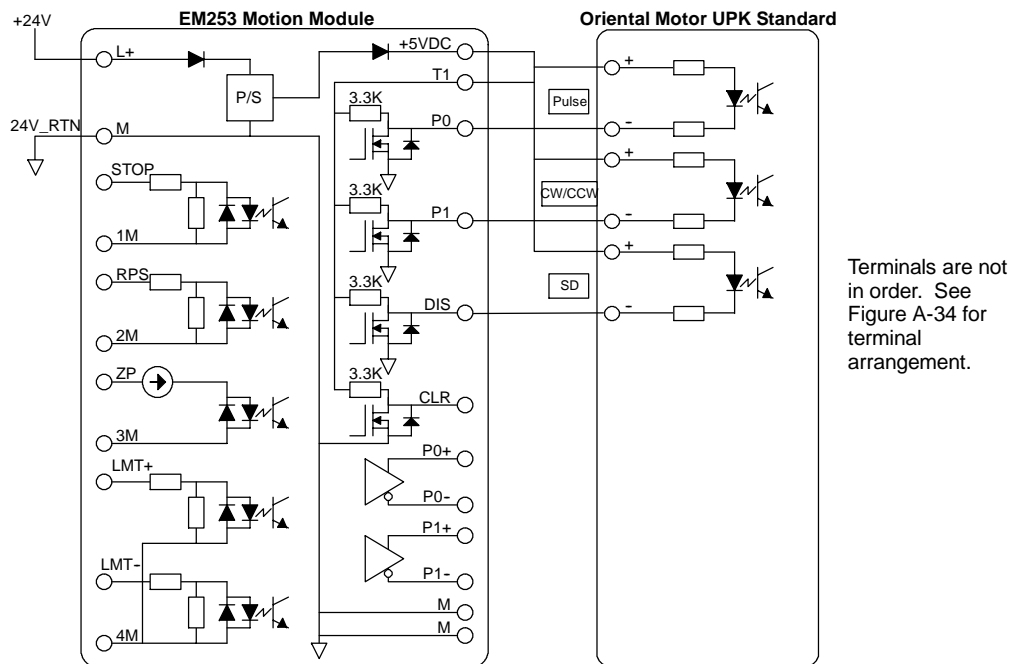 EM253 Motion Module
Oriental Motor UPK Standard
+24V
L+
+5VDC
+
T1
P/S
3.3K
Pulse
24V_RTN
M
P0
-
STOP
3.3K
+
CW/CCW
1M
P1
-
RPS
3.3K
+
SD
2M
DIS
-
ZP
3.3K
CLR
3M
LMT+
P0+
P0-
P1+
LMT-
P1-
M
4M
M
Terminals are not
in order. See
Figure A-34 for
terminal
arrangement.